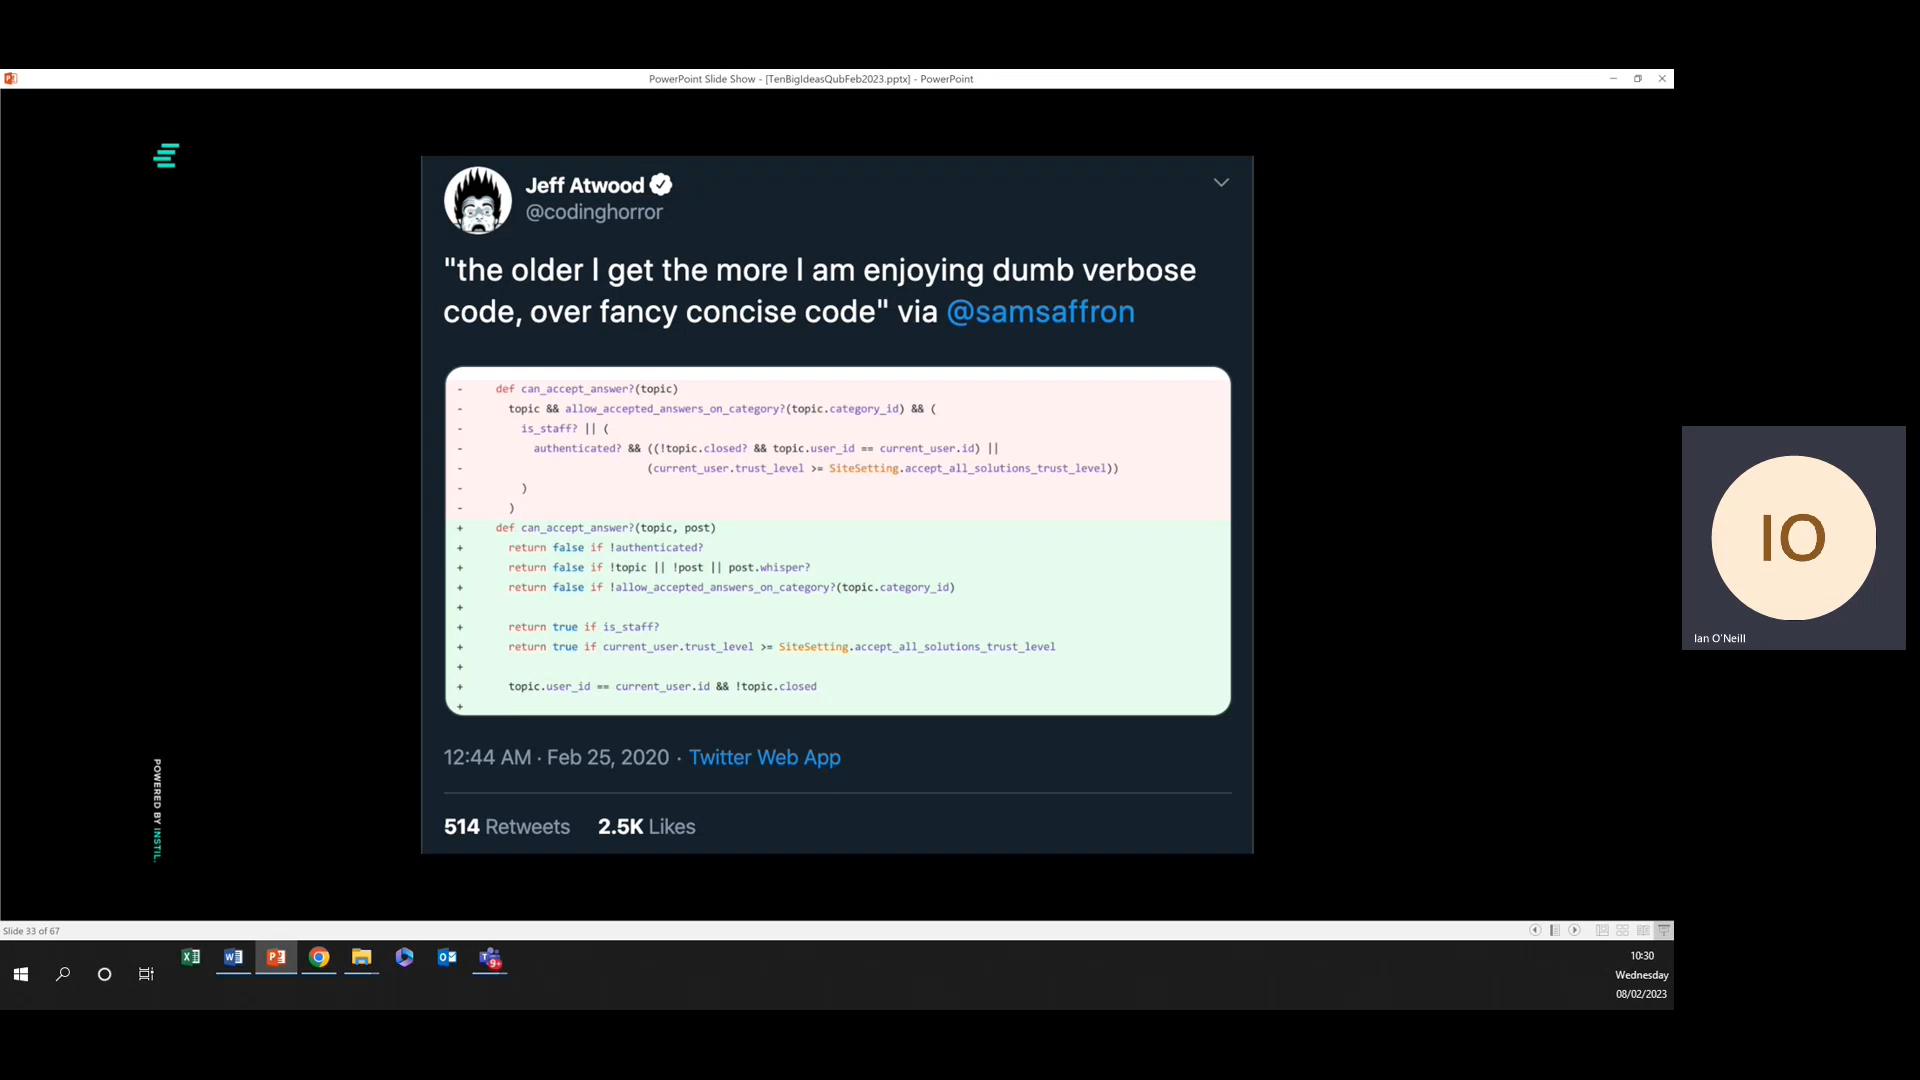 PowerPoint Slide Show - [TenBigIdeasQubFeb2023.pptx] - PowerPoint
Jeff Atwood
@codinghorror
"the older I get the more I am enjoying dumb verbose
code, over fancy concise code" via @samsaffron
- def can_accept_answer?(topic)
- topic && allow_accepted_answers_on_category?(topic.category_id) && (
- is_staff? || (
- authenticated? && ((!topic.closed? && topic.user_id == current_user.id) ||
- (current_user.trust_level >= SiteSetting.accept_all_solutions_trust_level))
- )
- )
+ def can_accept_answer?(topic, post)
+ return false if !authenticated?
+ return false if !topic || !post || post.whisper?
+ return false if !allow_accepted_answers_on_category?(topic.category_id)
+
+ return true if is_staff?
+ return true if current_user.trust_level >= SiteSetting.accept_all_solutions_trust_level
+
+ topic.user_id == current_user.id && !topic.closed
+
12:44 AM · Feb 25, 2020 · Twitter Web App
514 Retweets 2.5K Likes
POWERED BY INSTIL.
IO
Ian O'Neill
Slide 33 of 67
9+
10:30
Wednesday
08/02/2023